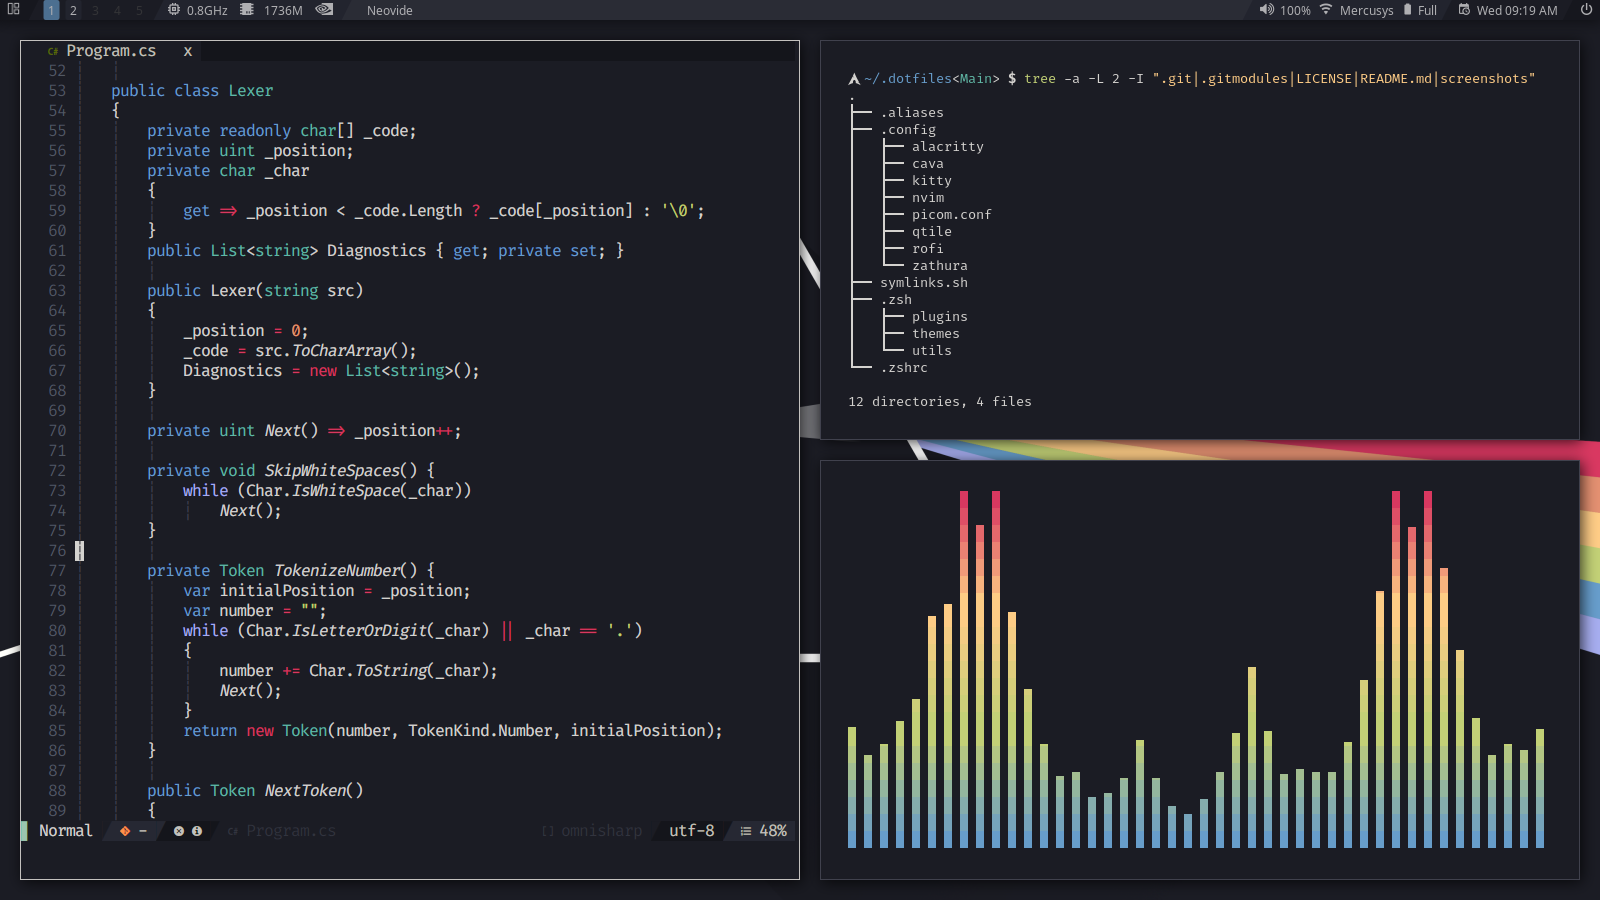 1 2 3 4 5 0.8GHz 1736M Neovide 100% Mercusys Full Wed 09:19 AM
C# Program.cs x
52
53 public class Lexer
54 {
55 private readonly char[] _code;
56 private uint _position;
57 private char _char
58 {
59 get => _position < _code.Length ? _code[_position] : '\0';
60 }
61 public List<string> Diagnostics { get; private set; }
62
63 public Lexer(string src)
64 {
65 _position = 0;
66 _code = src.ToCharArray();
67 Diagnostics = new List<string>();
68 }
69
70 private uint Next() => _position++;
71
72 private void SkipWhiteSpaces() {
73 while (Char.IsWhiteSpace(_char))
74 Next();
75 }
76
77 private Token TokenizeNumber() {
78 var initialPosition = _position;
79 var number = "";
80 while (Char.IsLetterOrDigit(_char) || _char == '.')
81 {
82 number += Char.ToString(_char);
83 Next();
84 }
85 return new Token(number, TokenKind.Number, initialPosition);
86 }
87
88 public Token NextToken()
89 {
Normal - Program.cs omnisharp utf-8 48%
~/.dotfiles<Main> $ tree -a -L 2 -I ".git|.gitmodules|LICENSE|README.md|screenshots"
.
├── .aliases
├── .config
│   ├── alacritty
│   ├── cava
│   ├── kitty
│   ├── nvim
│   ├── picom.conf
│   ├── qtile
│   ├── rofi
│   └── zathura
├── symlinks.sh
├── .zsh
│   ├── plugins
│   ├── themes
│   └── utils
└── .zshrc
12 directories, 4 files